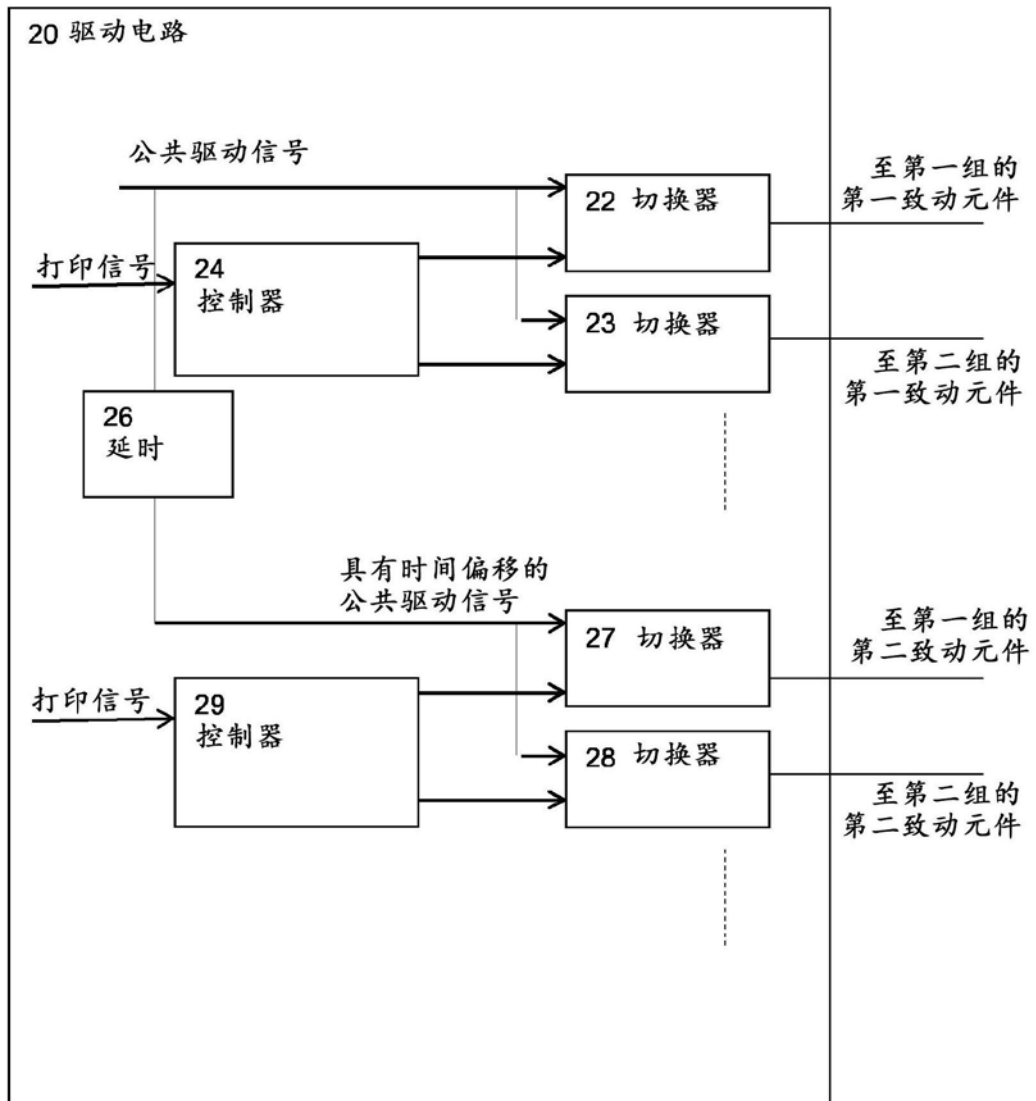 20 驱动电路
公共驱动信号
22 切换器
至第一组的
第一致动元件
打印信号
24
控制器
23 切换器
至第二组的
第一致动元件
26
延时
具有时间偏移的
公共驱动信号
27 切换器
至第一组的
第二致动元件
打印信号
29
控制器
28 切换器
至第二组的
第二致动元件